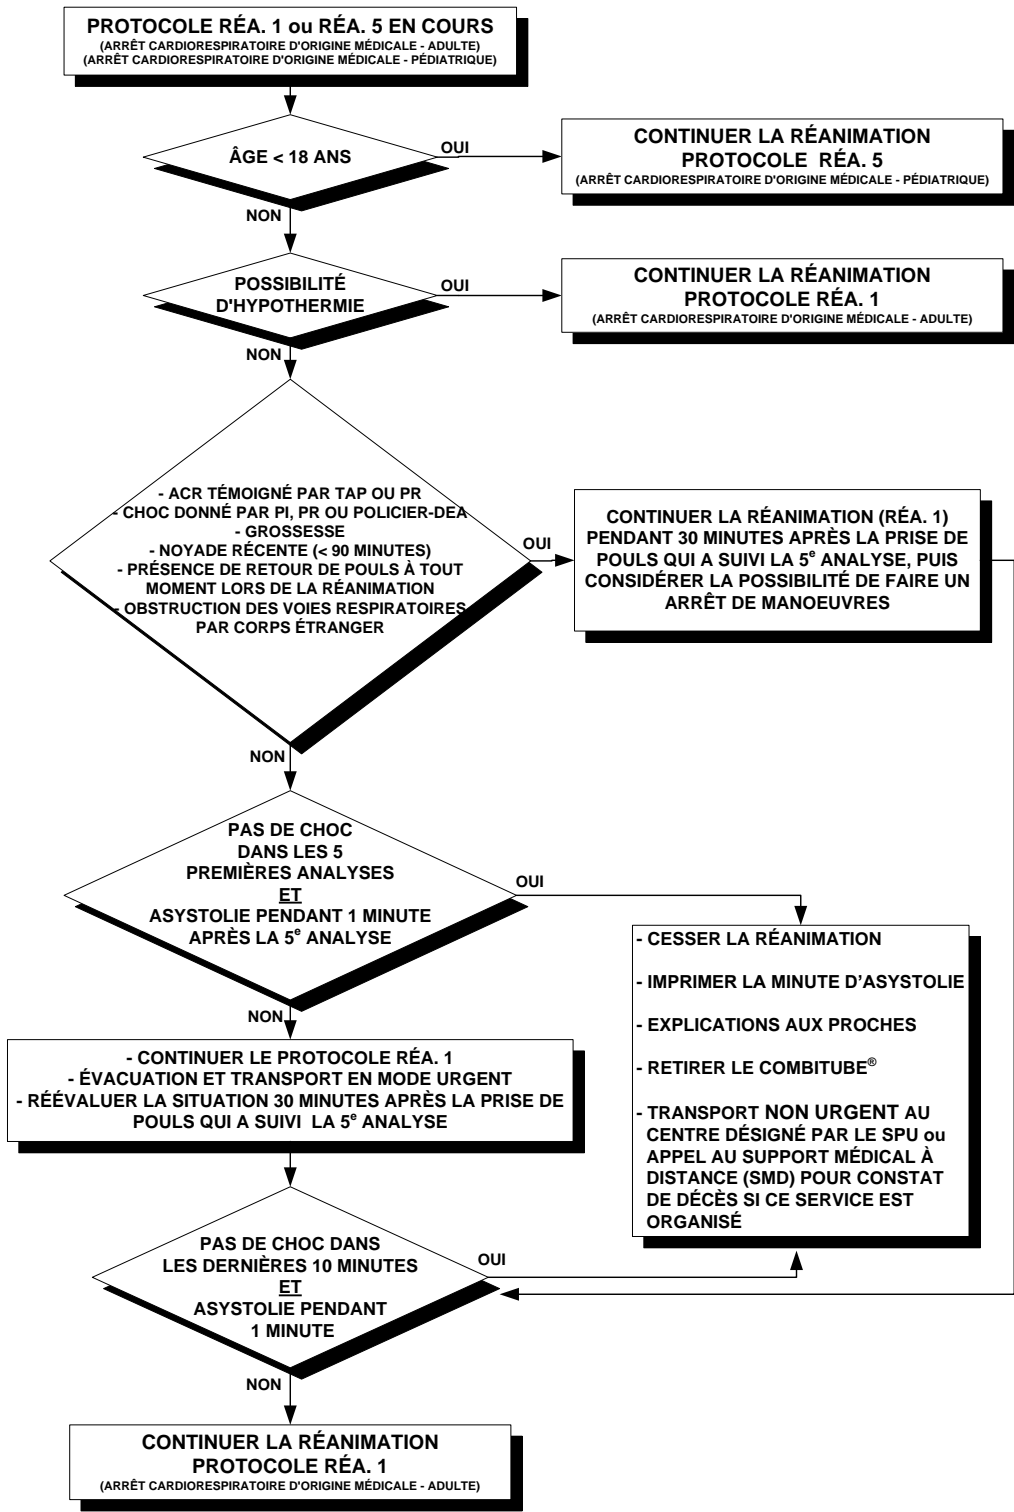 PROTOCOLE RÉA. 1 ou RÉA. 5 EN COURS
(ARRÊT CARDIORESPIRATOIRE D'ORIGINE MÉDICALE - ADULTE)
(ARRÊT CARDIORESPIRATOIRE D'ORIGINE MÉDICALE - PÉDIATRIQUE)
ÂGE < 18 ANS
OUI
CONTINUER LA RÉANIMATION
PROTOCOLE RÉA. 5
(ARRÊT CARDIORESPIRATOIRE D'ORIGINE MÉDICALE - PÉDIATRIQUE)
NON
POSSIBILITÉ
D'HYPOTHERMIE
OUI
CONTINUER LA RÉANIMATION
PROTOCOLE RÉA. 1
(ARRÊT CARDIORESPIRATOIRE D'ORIGINE MÉDICALE - ADULTE)
NON
- ACR TÉMOIGNÉ PAR TAP OU PR
- CHOC DONNÉ PAR PI, PR OU POLICIER-DEA
- GROSSESSE
- NOYADE RÉCENTE (< 90 MINUTES)
- PRÉSENCE DE RETOUR DE POULS À TOUT
MOMENT LORS DE LA RÉANIMATION
- OBSTRUCTION DES VOIES RESPIRATOIRES
PAR CORPS ÉTRANGER
OUI
CONTINUER LA RÉANIMATION (RÉA. 1)
PENDANT 30 MINUTES APRÈS LA PRISE DE
POULS QUI A SUIVI LA 5e ANALYSE, PUIS
CONSIDÉRER LA POSSIBILITÉ DE FAIRE UN
ARRÊT DE MANOEUVRES
NON
PAS DE CHOC
DANS LES 5
PREMIÈRES ANALYSES
ET
ASYSTOLIE PENDANT 1 MINUTE
APRÈS LA 5e ANALYSE
OUI
- CESSER LA RÉANIMATION
- IMPRIMER LA MINUTE D'ASYSTOLIE
- EXPLICATIONS AUX PROCHES
- RETIRER LE COMBITUBE®
- TRANSPORT NON URGENT AU
CENTRE DÉSIGNÉ PAR LE SPU ou
APPEL AU SUPPORT MÉDICAL À
DISTANCE (SMD) POUR CONSTAT
DE DÉCÈS SI CE SERVICE EST
ORGANISÉ
NON
- CONTINUER LE PROTOCOLE RÉA. 1
- ÉVACUATION ET TRANSPORT EN MODE URGENT
- RÉÉVALUER LA SITUATION 30 MINUTES APRÈS LA PRISE DE
POULS QUI A SUIVI LA 5e ANALYSE
PAS DE CHOC DANS
LES DERNIÈRES 10 MINUTES
ET
ASYSTOLIE PENDANT
1 MINUTE
OUI
NON
CONTINUER LA RÉANIMATION
PROTOCOLE RÉA. 1
(ARRÊT CARDIORESPIRATOIRE D'ORIGINE MÉDICALE - ADULTE)